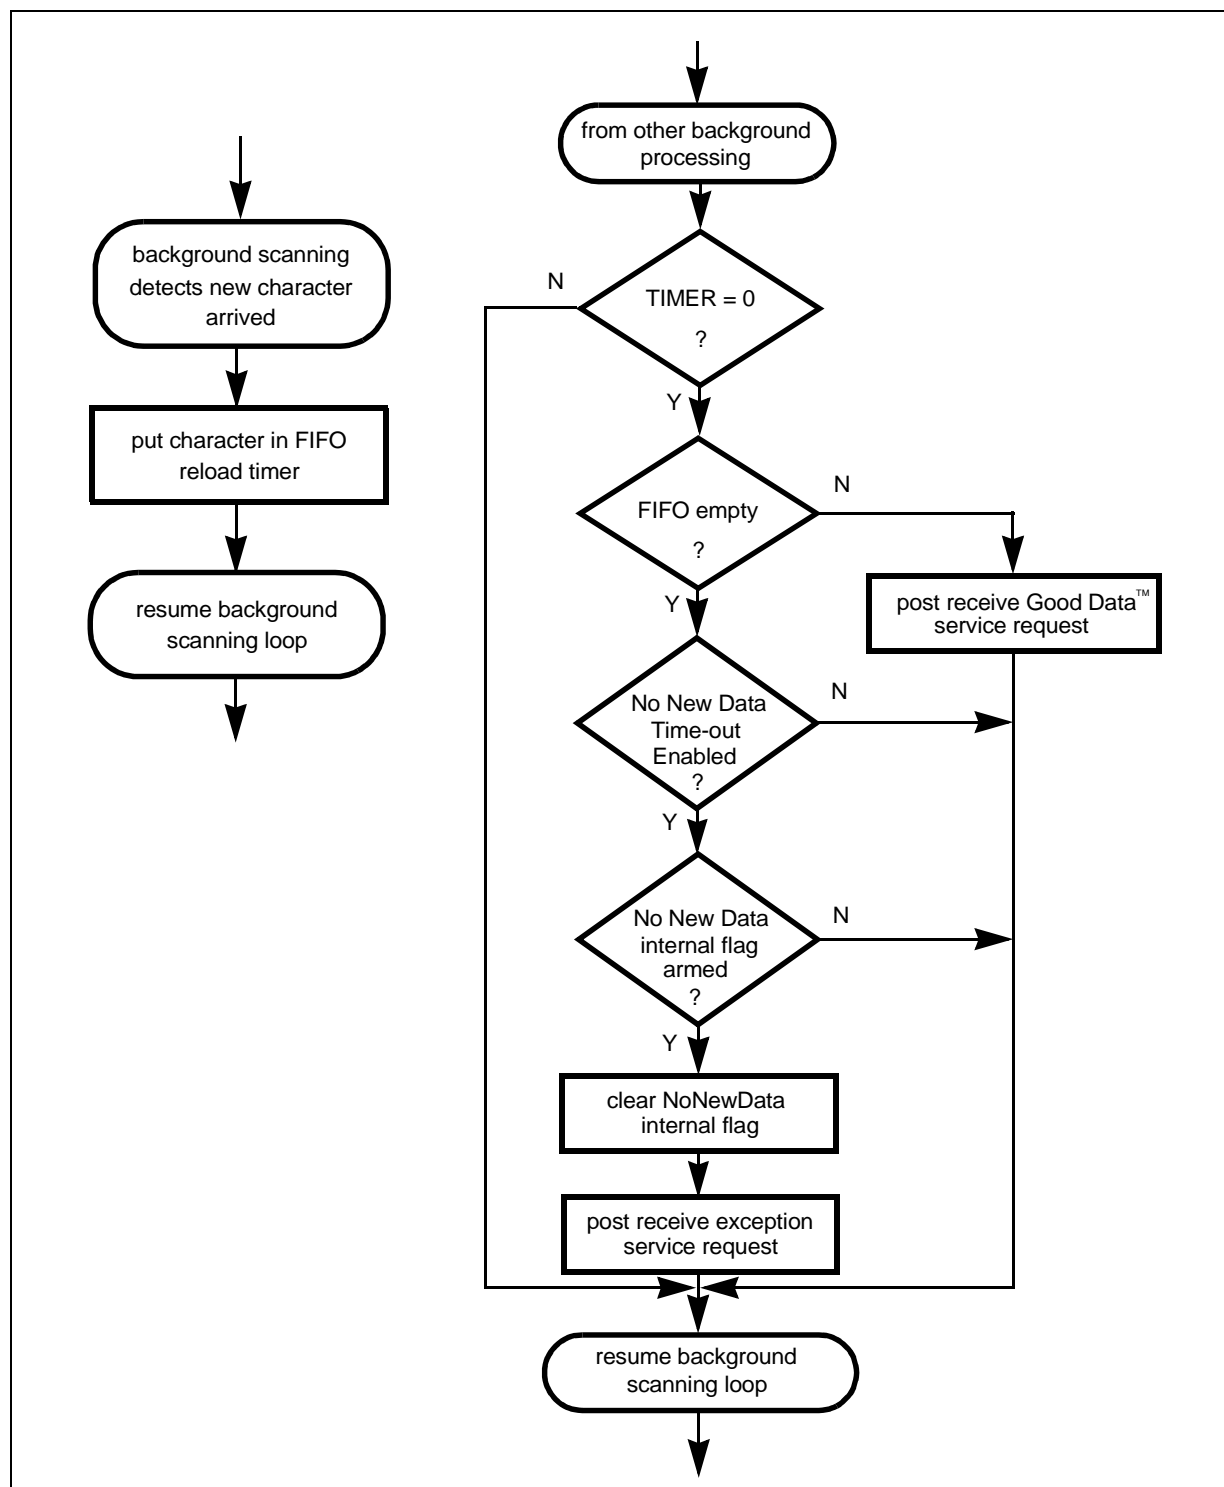 background scanning
detects new character
arrived
put character in FIFO
reload timer
resume background
scanning loop
from other background
processing
TIMER = 0
?
N
Y
FIFO empty
?
N
Y
post receive Good Data™
service request
No New Data
Time-out
Enabled
?
N
Y
No New Data
internal flag
armed
?
N
Y
clear NoNewData
internal flag
post receive exception
service request
resume background
scanning loop